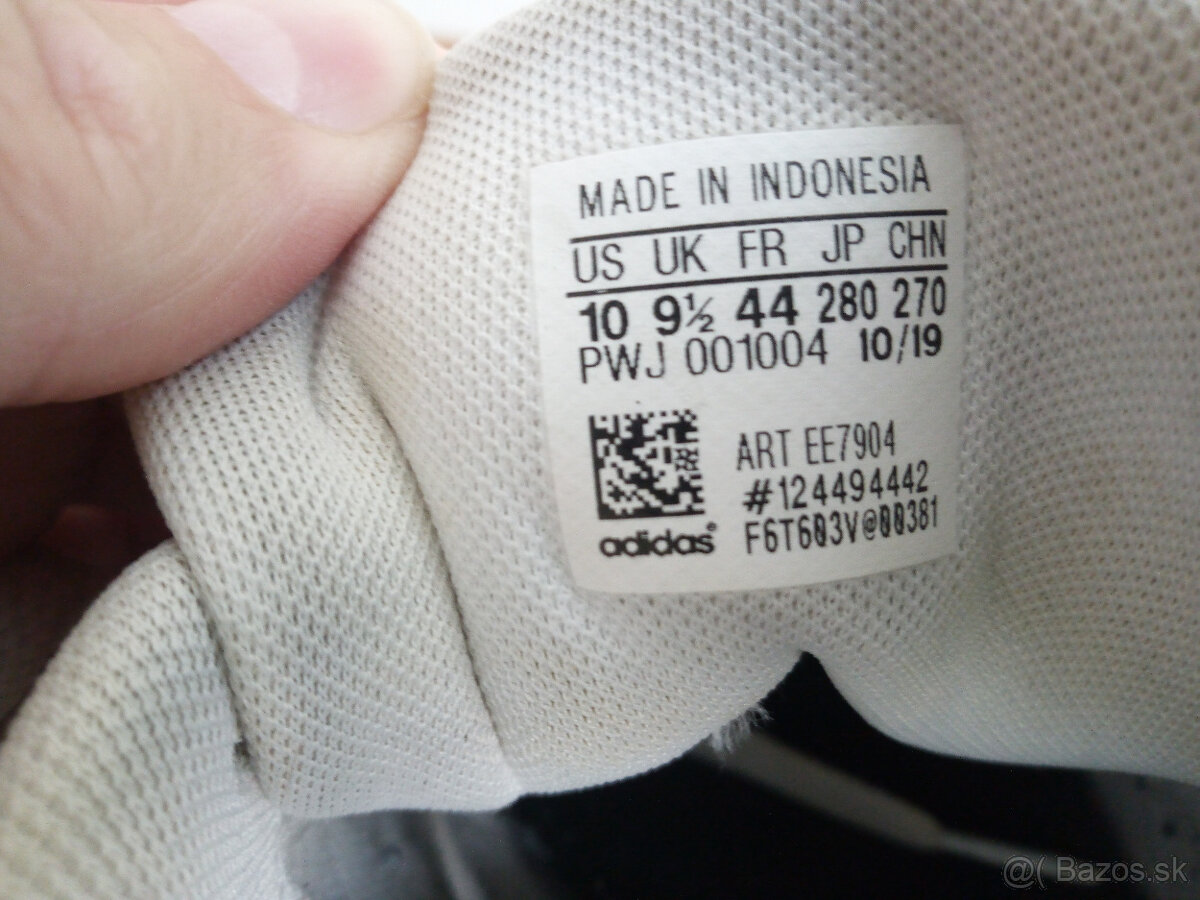 MADE IN INDONESIA
US UK FR JP CHN
10 9½ 44 280 270
PWJ 001004 10/19
ART EE7904
#124494442
adidas® F6T603V@00381
@( Bazos.sk